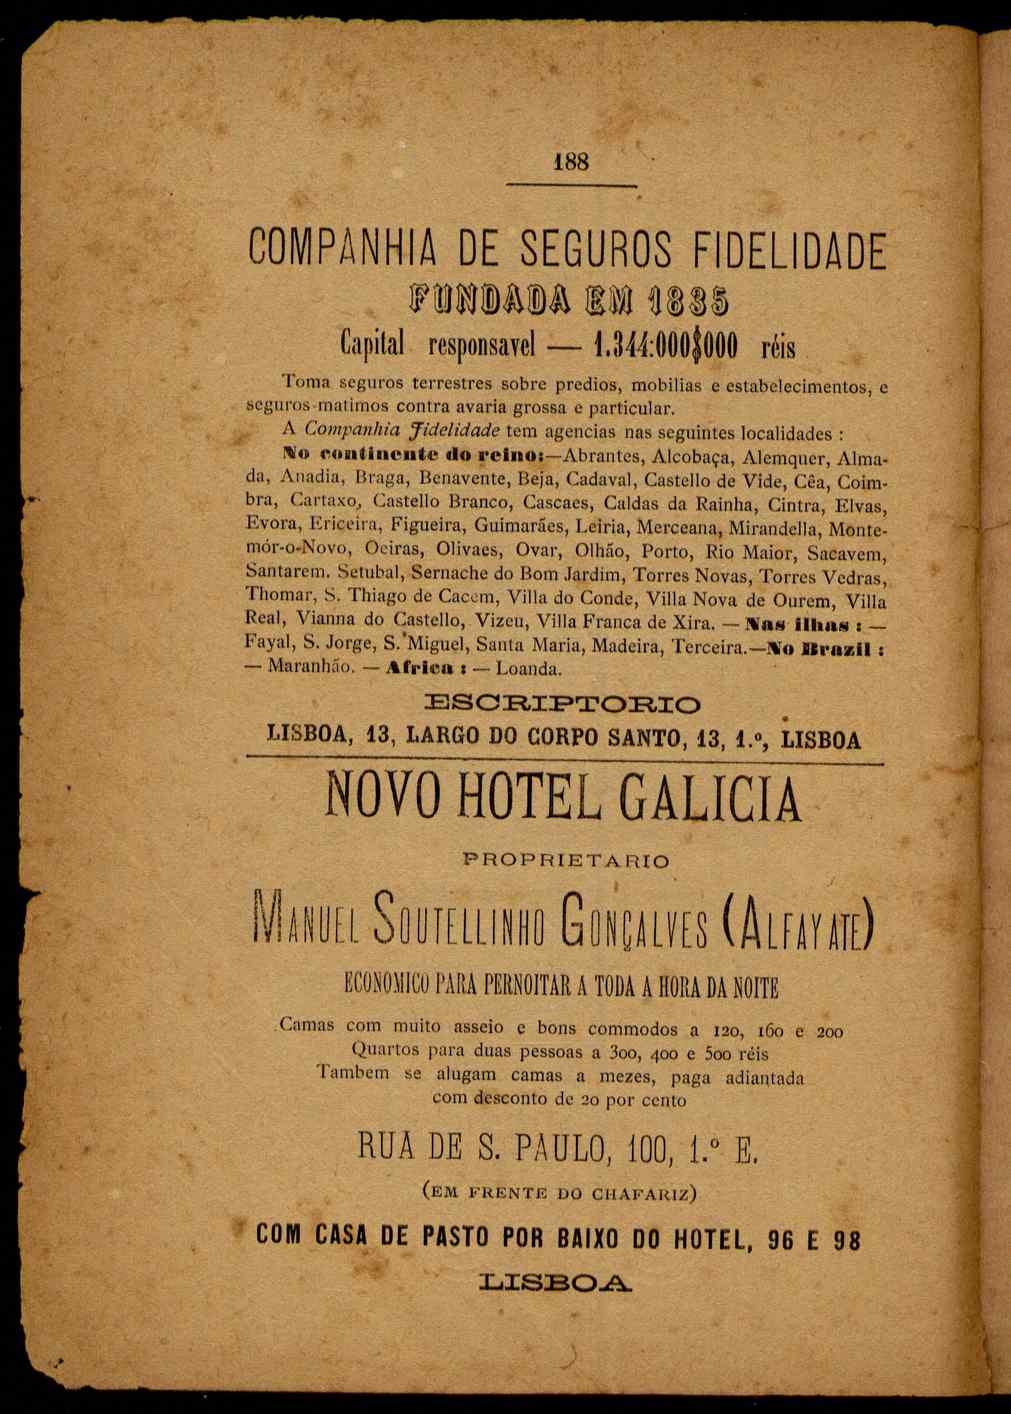 188
COMPANHIA DE SEGUROS FIDELIDADE
FUNDADA EM 1835
Capital responsavel — 1.344:000$000 réis
Toma seguros terrestres sobre predios, mobilias e estabelecimentos, e
seguros matimos contra avaria grossa e particular.
A Companhia Fidelidade tem agencias nas seguintes localidades :
No continente do reino:—Abrantes, Alcobaça, Alemquer, Alma-
da, Anadia, Braga, Benavente, Beja, Cadaval, Castello de Vide, Cêa, Coim-
bra, Cartaxo, Castello Branco, Cascaes, Caldas da Rainha, Cintra, Elvas,
Evora, Ericeira, Figueira, Guimarães, Leiria, Merceana, Mirandella, Monte-
mór-o-Novo, Oeiras, Olivaes, Ovar, Olhão, Porto, Rio Maior, Sacavem,
Santarem. Setubal, Sernache do Bom Jardim, Torres Novas, Torres Vedras,
Thomar, S. Thiago de Cacem, Villa do Conde, Villa Nova de Ourem, Villa
Real, Vianna do Castello, Vizeu, Villa Franca de Xira. — Nas ilhas : —
Fayal, S. Jorge, S. Miguel, Santa Maria, Madeira, Terceira.—No Brazil :
— Maranhão. — Africa : — Loanda.
ESCRIPTORIO
LISBOA, 13, LARGO DO CORPO SANTO, 13, 1.º, LISBOA
NOVO HOTEL GALICIA
PROPRIETARIO
MANUEL SOUTELLINHO GONÇALVES (ALFAYATE)
ECONOMICO PARA PERNOITAR A TODA A HORA DA NOITE
Camas com muito asseio e bons commodos a 120, 160 e 200
Quartos para duas pessoas a 300, 400 e 500 réis
Tambem se alugam camas a mezes, paga adiantada
com desconto de 20 por cento
RUA DE S. PAULO, 100, 1.º E.
(EM FRENTE DO CHAFARIZ)
COM CASA DE PASTO POR BAIXO DO HOTEL, 96 E 98
LISBOA